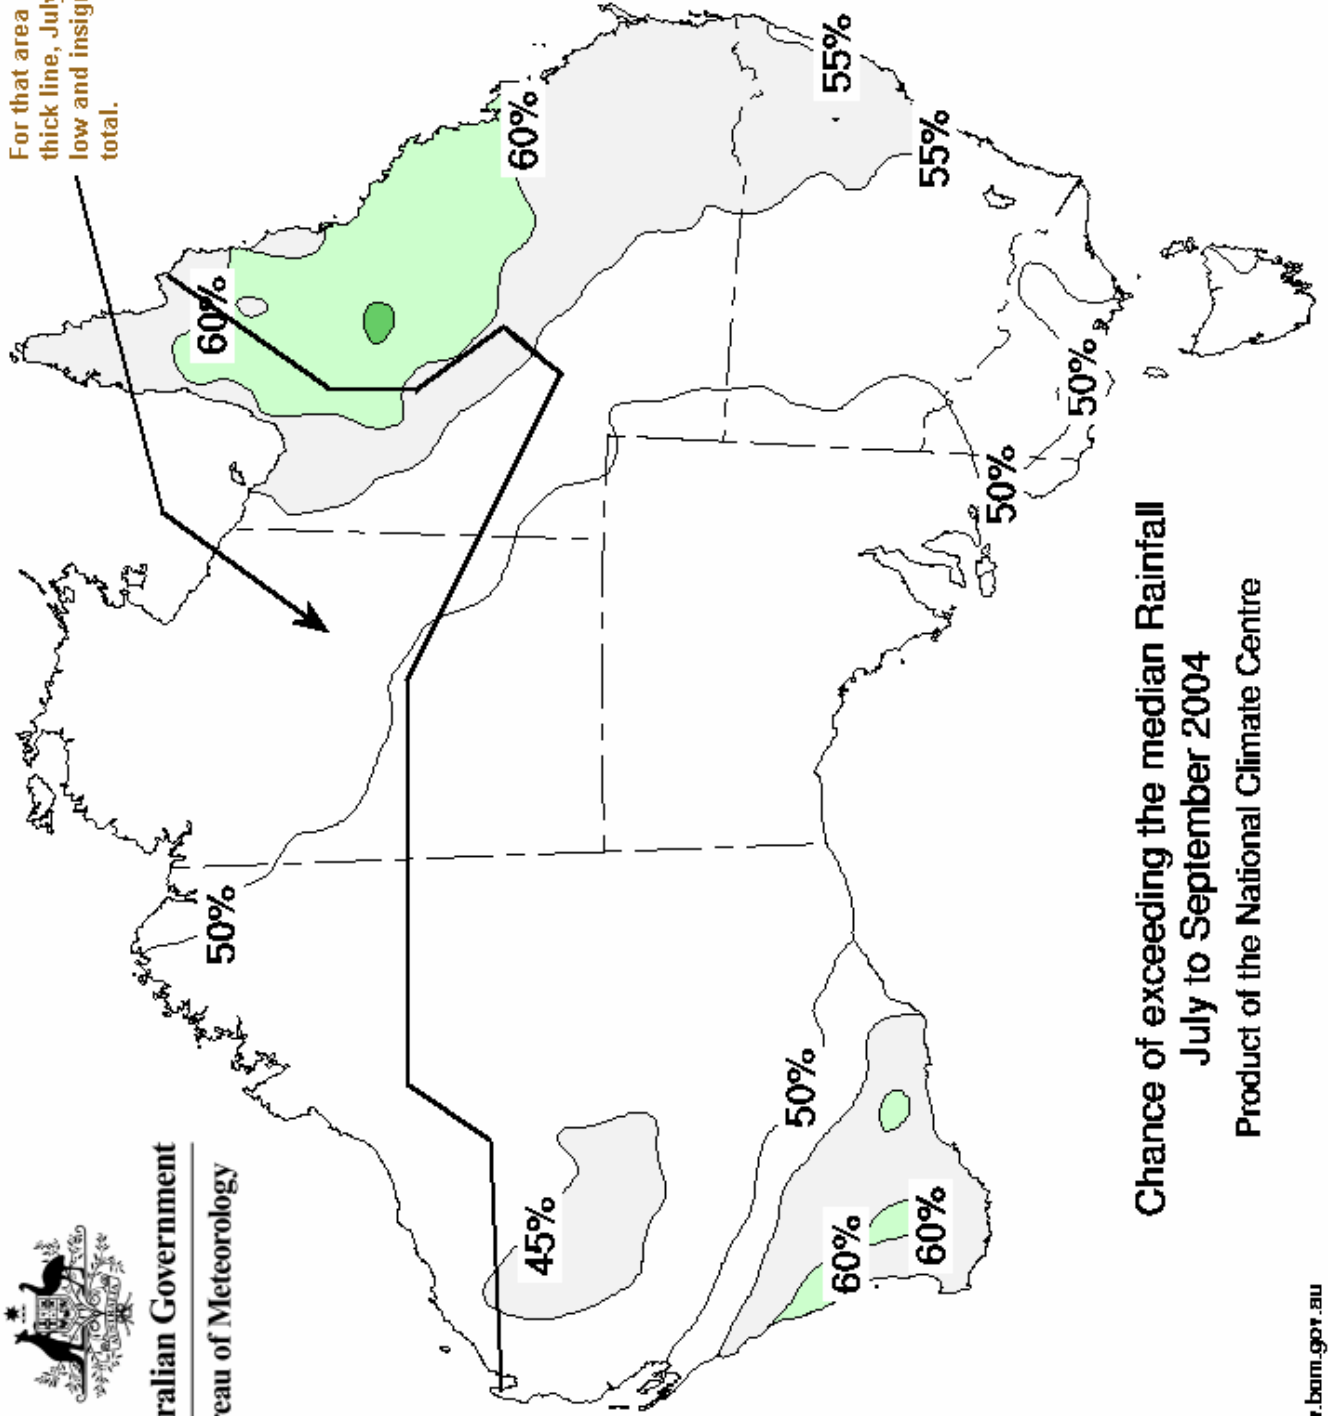 For that area
thick line, July
low and insign
total.
ralian Government
reau of Meteorology
60%
60%
55%
55%
50%
50%
50%
50%
45%
60%
60%
Chance of exceeding the median Rainfall
July to September 2004
Product of the National Climate Centre
.bom.gov.au